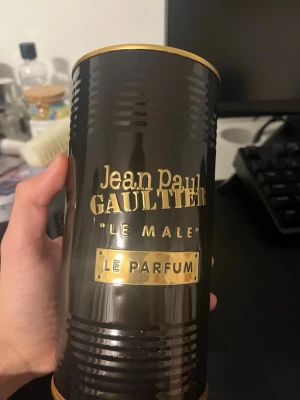 Jean Paul
GAULTIER
"LE MALE"
LE PARFUM